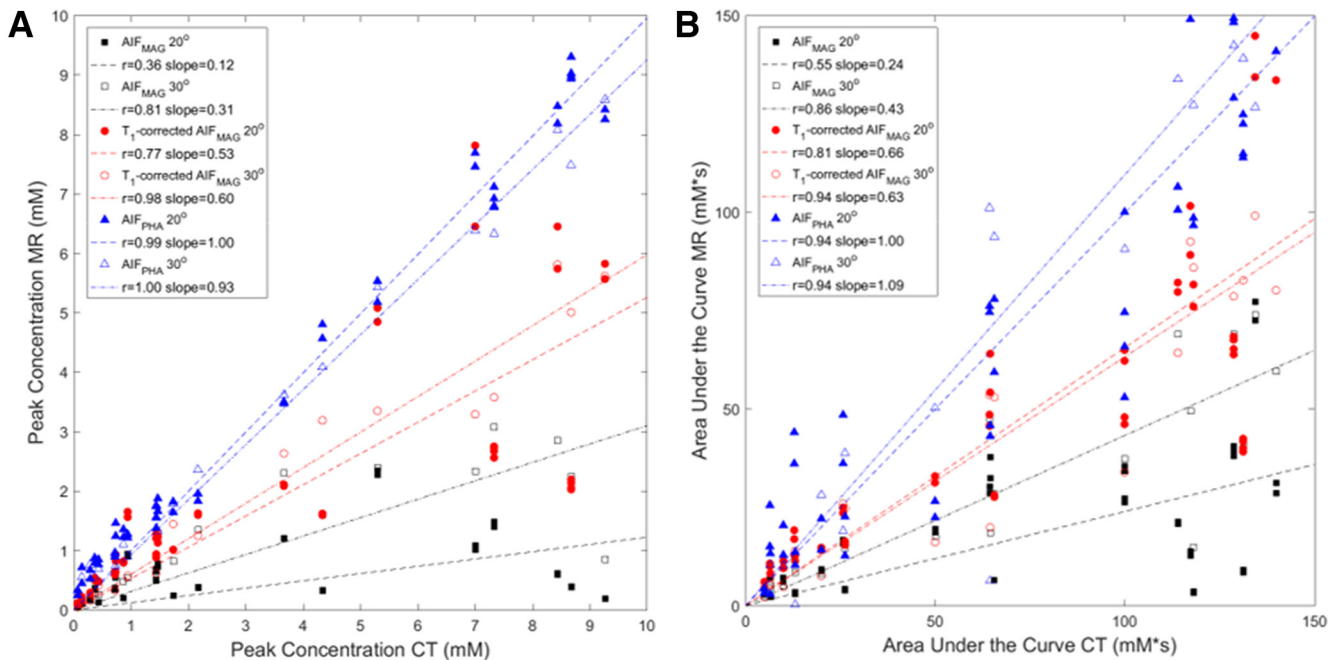 A
Peak Concentration MR (mM)
10
9
8
7
6
5
4
3
2
1
0
AIF_MAG 20°
r=0.36 slope=0.12
AIF_MAG 30°
r=0.81 slope=0.31
T₁-corrected AIF_MAG 20°
r=0.77 slope=0.53
T₁-corrected AIF_MAG 30°
r=0.98 slope=0.60
AIF_PHA 20°
r=0.99 slope=1.00
AIF_PHA 30°
r=1.00 slope=0.93
0 1 2 3 4 5 6 7 8 9 10
Peak Concentration CT (mM)
B
Area Under the Curve MR (mM*s)
150
100
50
0
AIF_MAG 20°
r=0.55 slope=0.24
AIF_MAG 30°
r=0.86 slope=0.43
T₁-corrected AIF_MAG 20°
r=0.81 slope=0.66
T₁-corrected AIF_MAG 30°
r=0.94 slope=0.63
AIF_PHA 20°
r=0.94 slope=1.00
AIF_PHA 30°
r=0.94 slope=1.09
0 50 100 150
Area Under the Curve CT (mM*s)